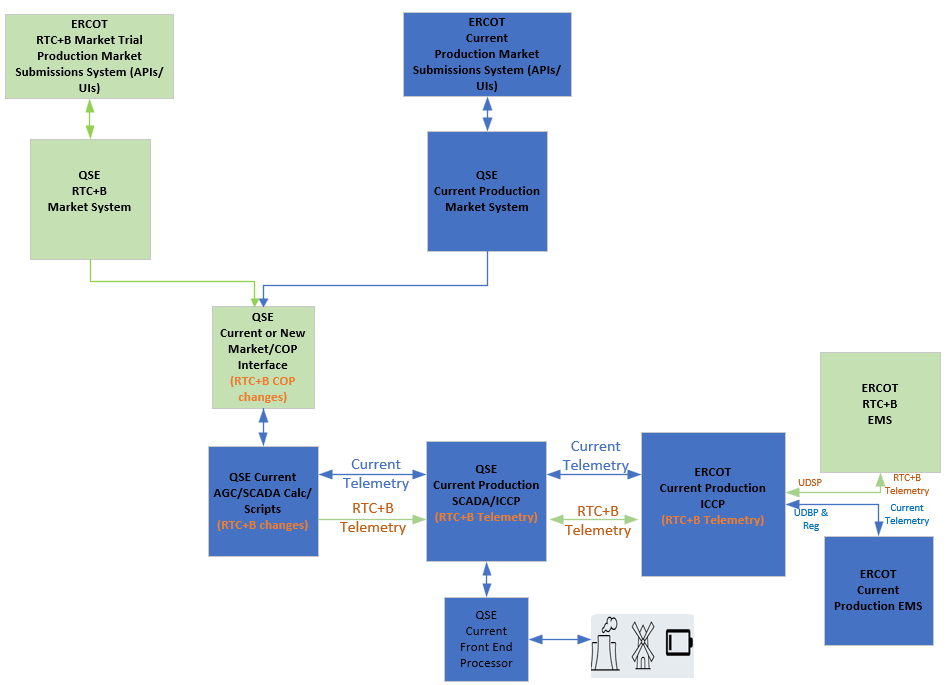 ERCOT
RTC+B Market Trial
Production Market
Submissions System (APIs/
UIs)
ERCOT
Current
Production Market
Submissions System (APIs/
UIs)
QSE
RTC+B
Market System
QSE
Current Production
Market System
QSE
Current or New
Market/COP
Interface
(RTC+B COP
changes)
QSE Current
AGC/SCADA Calc/
Scripts
(RTC+B changes)
Current
Telemetry
RTC+B
Telemetry
QSE
Current Production
SCADA/ICCP
(RTC+B Telemetry)
Current
Telemetry
RTC+B
Telemetry
ERCOT
Current Production
ICCP
(RTC+B Telemetry)
ERCOT
RTC+B
EMS
UDSP
RTC+B
Telemetry
UDBP &
Reg
Current
Telemetry
ERCOT
Current
Production EMS
QSE
Current
Front End
Processor